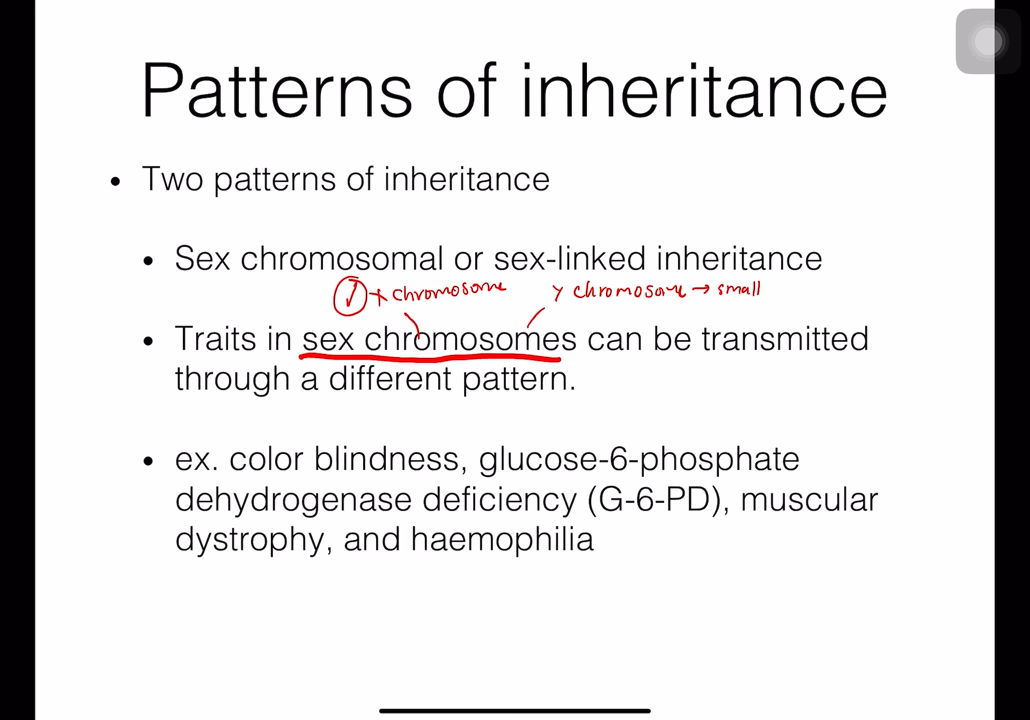 Patterns of inheritance
• Two patterns of inheritance
• Sex chromosomal or sex-linked inheritance
✓ X chromosome Y chromosome → small
• Traits in sex chromosomes can be transmitted
through a different pattern.
• ex. color blindness, glucose-6-phosphate
dehydrogenase deficiency (G-6-PD), muscular
dystrophy, and haemophilia